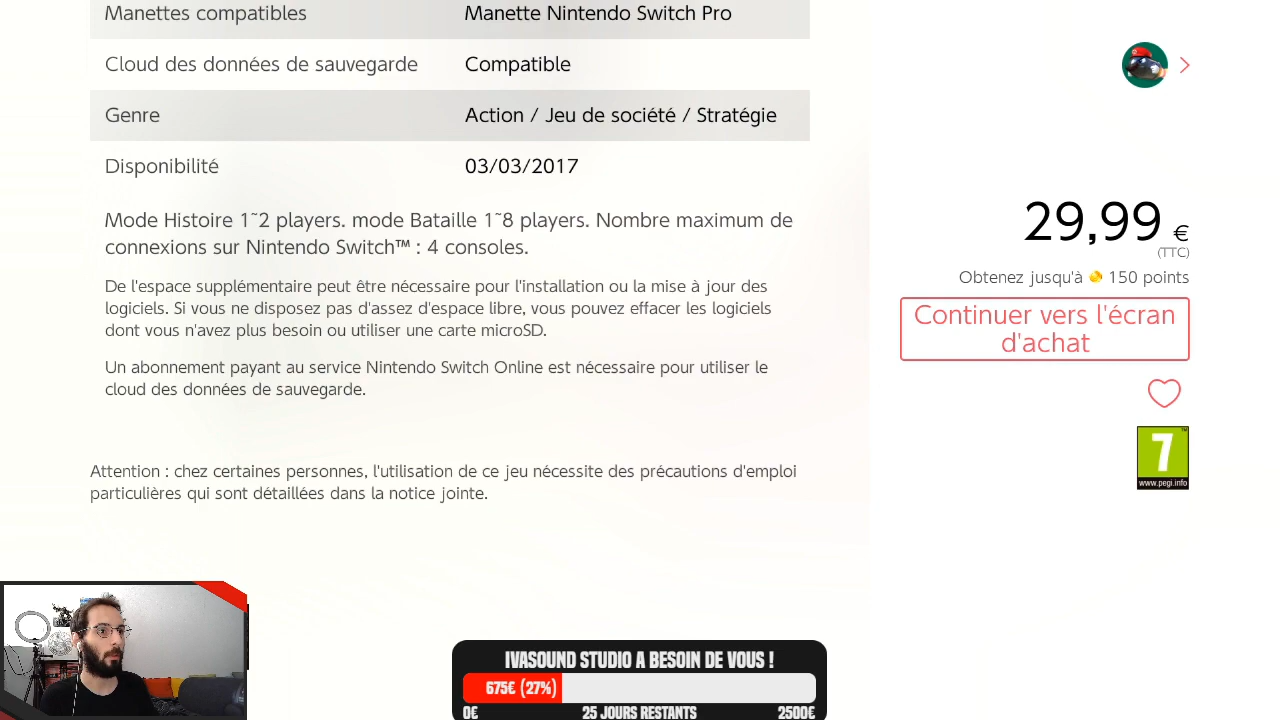 Manettes compatibles
Manette Nintendo Switch Pro
Cloud des données de sauvegarde
Compatible
Genre
Action / Jeu de société / Stratégie
Disponibilité
03/03/2017
Mode Histoire 1~2 players. mode Bataille 1~8 players. Nombre maximum de
connexions sur Nintendo Switch™ : 4 consoles.
De l'espace supplémentaire peut être nécessaire pour l'installation ou la mise à jour des
logiciels. Si vous ne disposez pas d'assez d'espace libre, vous pouvez effacer les logiciels
dont vous n'avez plus besoin ou utiliser une carte microSD.
Un abonnement payant au service Nintendo Switch Online est nécessaire pour utiliser le
cloud des données de sauvegarde.
Attention : chez certaines personnes, l'utilisation de ce jeu nécessite des précautions d'emploi
particulières qui sont détaillées dans la notice jointe.
29,99 €
(TTC)
Obtenez jusqu'à 150 points
Continuer vers l'écran
d'achat
7
www.pegi.info
IVASOUND STUDIO A BESOIN DE VOUS !
675€ (27%)
0€
25 JOURS RESTANTS
2500€